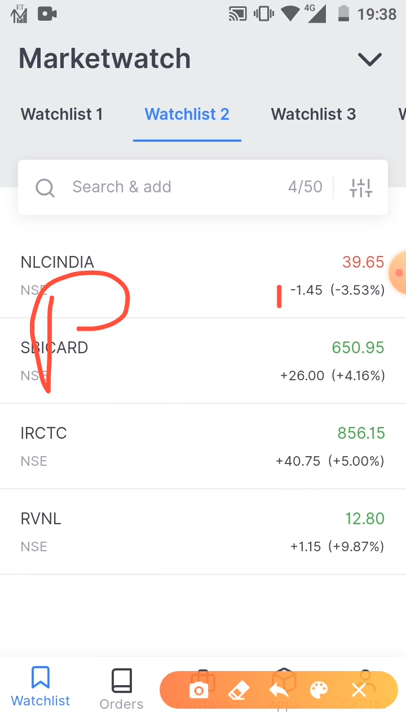 4G 19:38
Marketwatch
Watchlist 1 Watchlist 2 Watchlist 3 W
Search & add 4/50
NLCINDIA 39.65
NSE -1.45 (-3.53%)
SBICARD 650.95
NSE +26.00 (+4.16%)
IRCTC 856.15
NSE +40.75 (+5.00%)
RVNL 12.80
NSE +1.15 (+9.87%)
Watchlist Orders